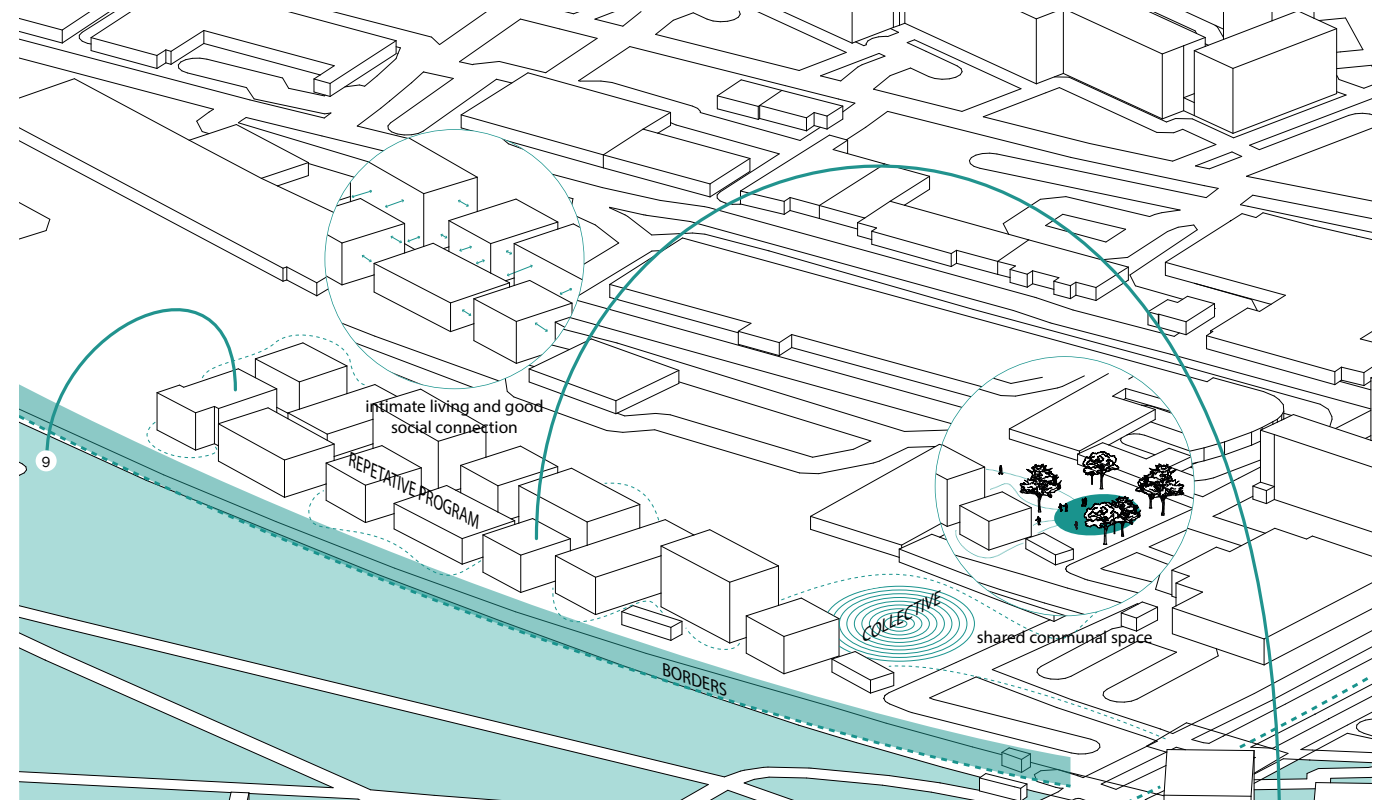 intimate living and good
social connection
REPETATIVE PROGRAM
9
COLLECTIVE
shared communal space
BORDERS